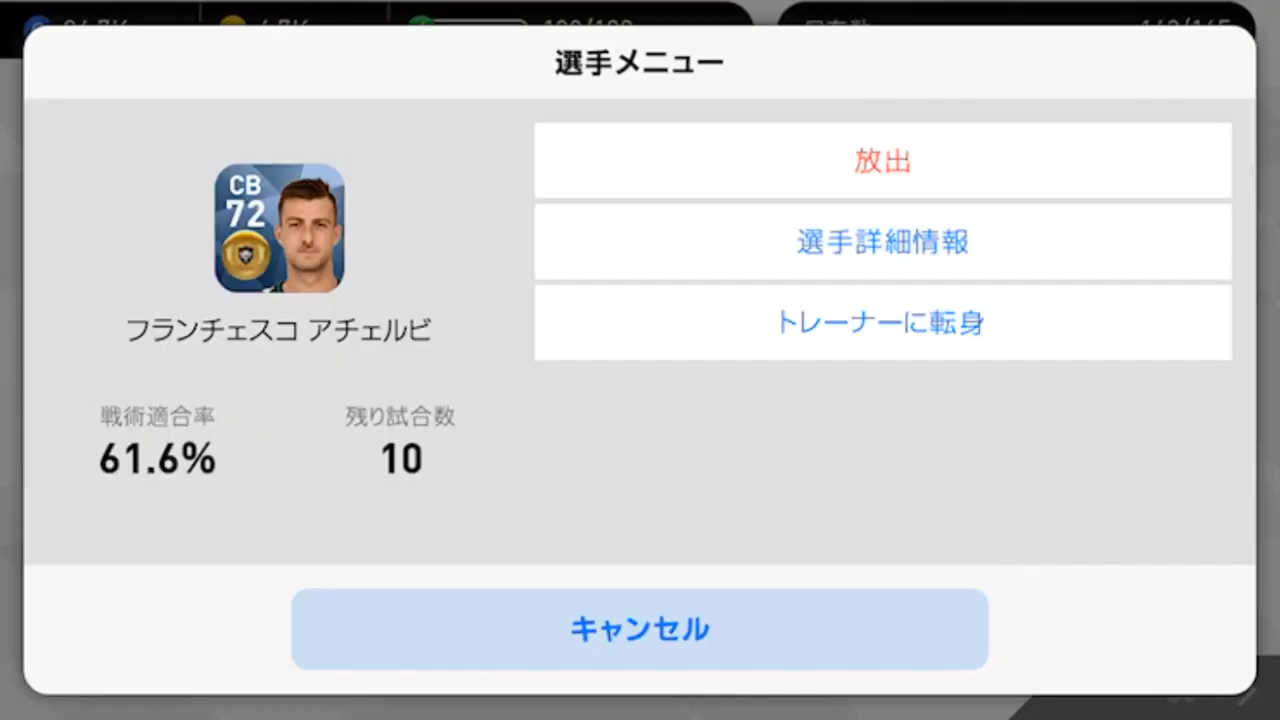 選手メニュー
CB
72
フランチェスコ アチェルビ
戦術適合率
61.6%
残り試合数
10
放出
選手詳細情報
トレーナーに転身
キャンセル